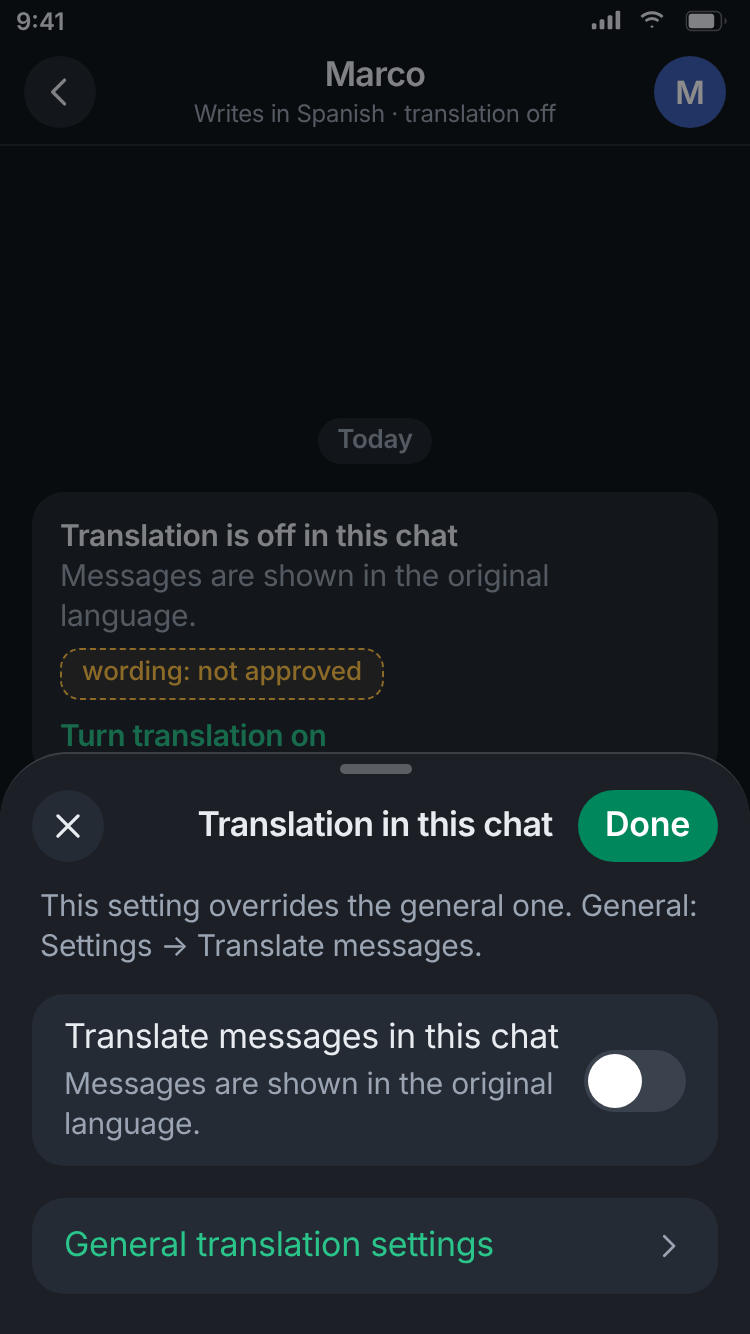 9:41
Marco
Writes in Spanish · translation off
M
Today
Translation is off in this chat
Messages are shown in the original
language.
wording: not approved
Turn translation on
Translation in this chat
Done
This setting overrides the general one. General:
Settings → Translate messages.
Translate messages in this chat
Messages are shown in the original
language.
General translation settings